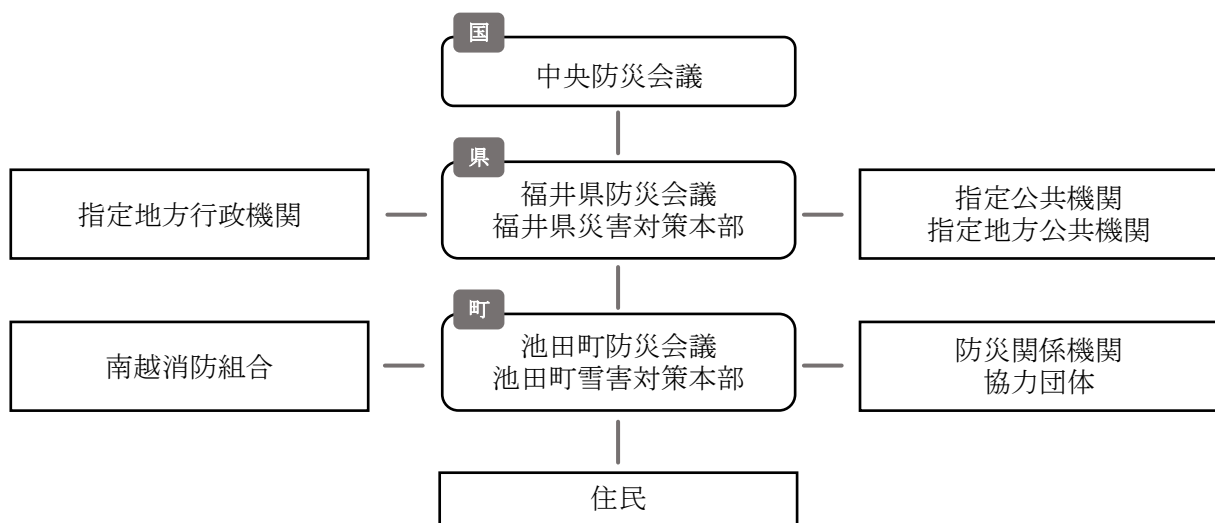 国
中央防災会議
県
指定地方行政機関
福井県防災会議
福井県災害対策本部
指定公共機関
指定地方公共機関
町
南越消防組合
池田町防災会議
池田町雪害対策本部
防災関係機関
協力団体
住民